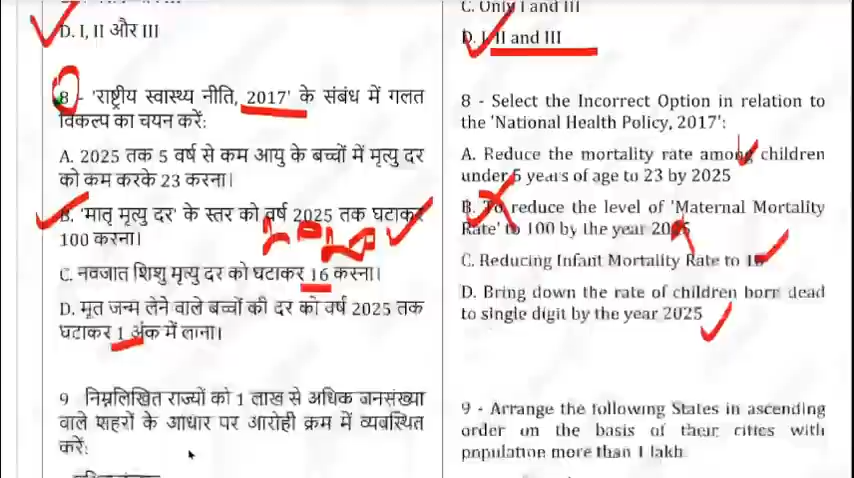 D. I, II और III
8 - 'राष्ट्रीय स्वास्थ्य नीति, 2017' के संबंध में गलत
विकल्प का चयन करें:
A. 2025 तक 5 वर्ष से कम आयु के बच्चों में मृत्यु दर
को कम करके 23 करना।
B. 'मातृ मृत्यु दर' के स्तर को वर्ष 2025 तक घटाकर
100 करना।
2020
C. नवजात शिशु मृत्यु दर को घटाकर 16 करना।
D. मृत जन्म लेने वाले बच्चों की दर को वर्ष 2025 तक
घटाकर 1 अंक में लाना।
9 निम्नलिखित राज्यों को 1 लाख से अधिक जनसंख्या
वाले शहरों के आधार पर आरोही क्रम में व्यवस्थित
करें:
C. Only I and III
D. I, II and III
8 - Select the Incorrect Option in relation to
the 'National Health Policy, 2017':
A. Reduce the mortality rate among children
under 5 years of age to 23 by 2025
B. To reduce the level of 'Maternal Mortality
Rate' to 100 by the year 2025
C. Reducing Infant Mortality Rate to 16
D. Bring down the rate of children born dead
to single digit by the year 2025
9 - Arrange the following States in ascending
order on the basis of their cities with
population more than 1 lakh